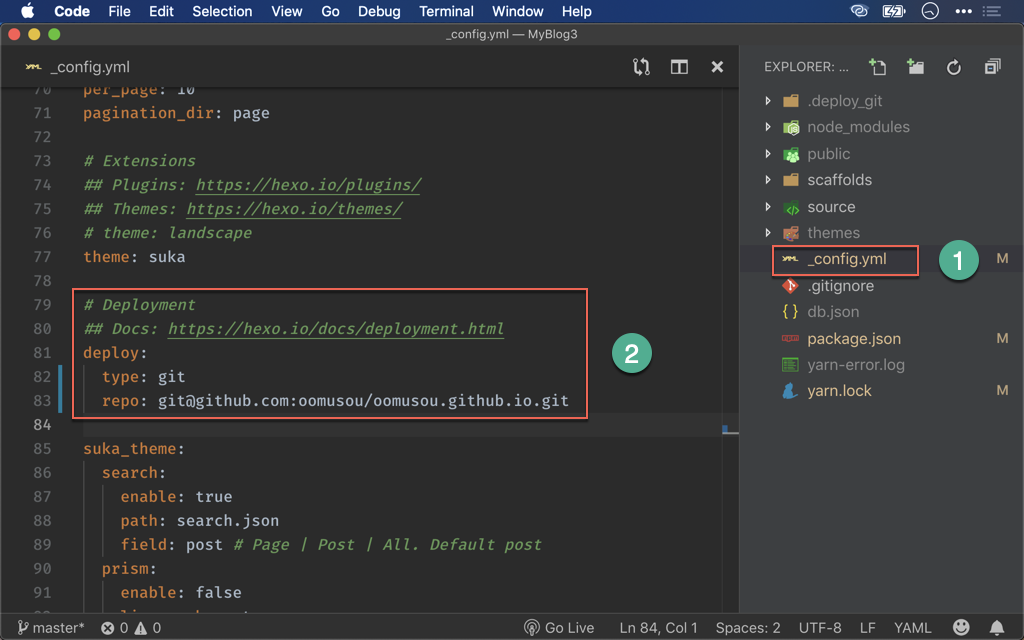 Code File Edit Selection View Go Debug Terminal Window Help
_config.yml — MyBlog3
_config.yml
EXPLORER: ...
70 per_page: 10
71 pagination_dir: page
72
73 # Extensions
74 ## Plugins: https://hexo.io/plugins/
75 ## Themes: https://hexo.io/themes/
76 # theme: landscape
77 theme: suka
78
79 # Deployment
80 ## Docs: https://hexo.io/docs/deployment.html
81 deploy:
82 type: git
83 repo: git@github.com:oomusou/oomusou.github.io.git
84
85 suka_theme:
86 search:
87 enable: true
88 path: search.json
89 field: post # Page | Post | All. Default post
90 prism:
91 enable: false
2
.deploy_git
node_modules
public
scaffolds
source
themes
_config.yml 1 M
.gitignore
db.json
package.json M
yarn-error.log
yarn.lock M
master* 0 0 Go Live Ln 84, Col 1 Spaces: 2 UTF-8 LF YAML